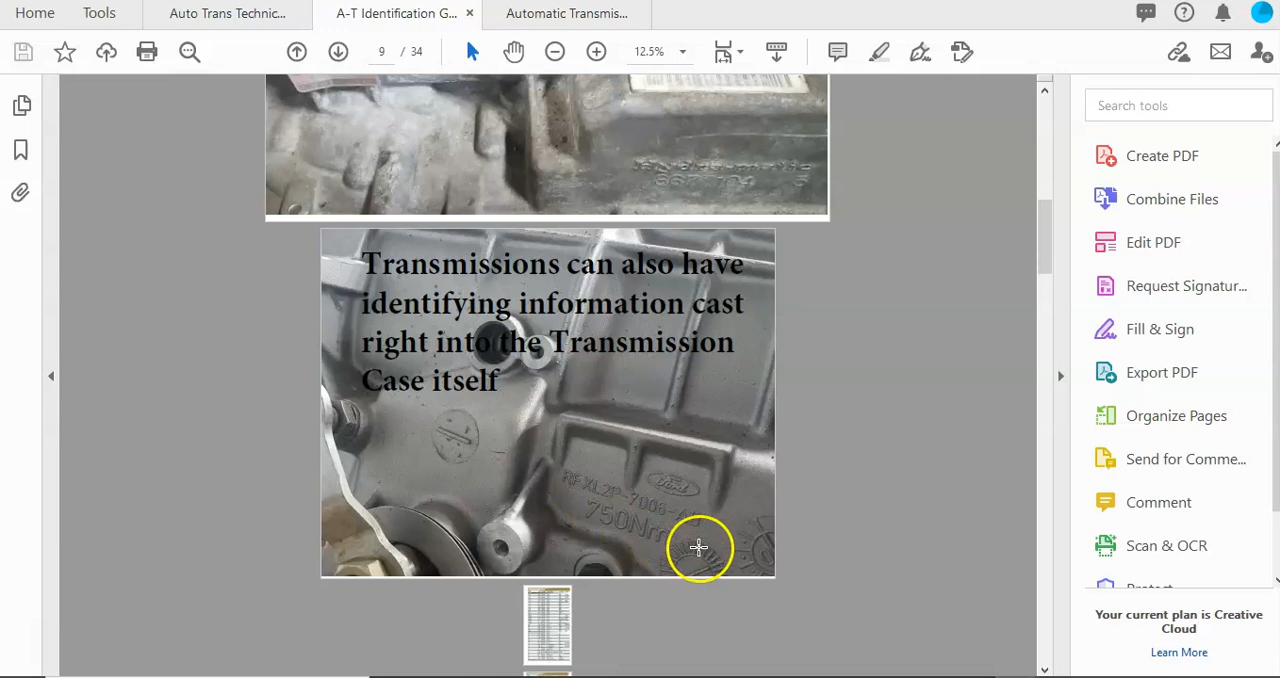 Home Tools Auto Trans Technic... A-T Identification G... × Automatic Transmis...
9 / 34 12.5%
Transmissions can also have
identifying information cast
right into the Transmission
Case itself
Ford
RFXL2P-7006-A
750Nm
Search tools
Create PDF
Combine Files
Edit PDF
Request Signatur...
Fill & Sign
Export PDF
Organize Pages
Send for Comme...
Comment
Scan & OCR
Your current plan is Creative
Cloud
Learn More